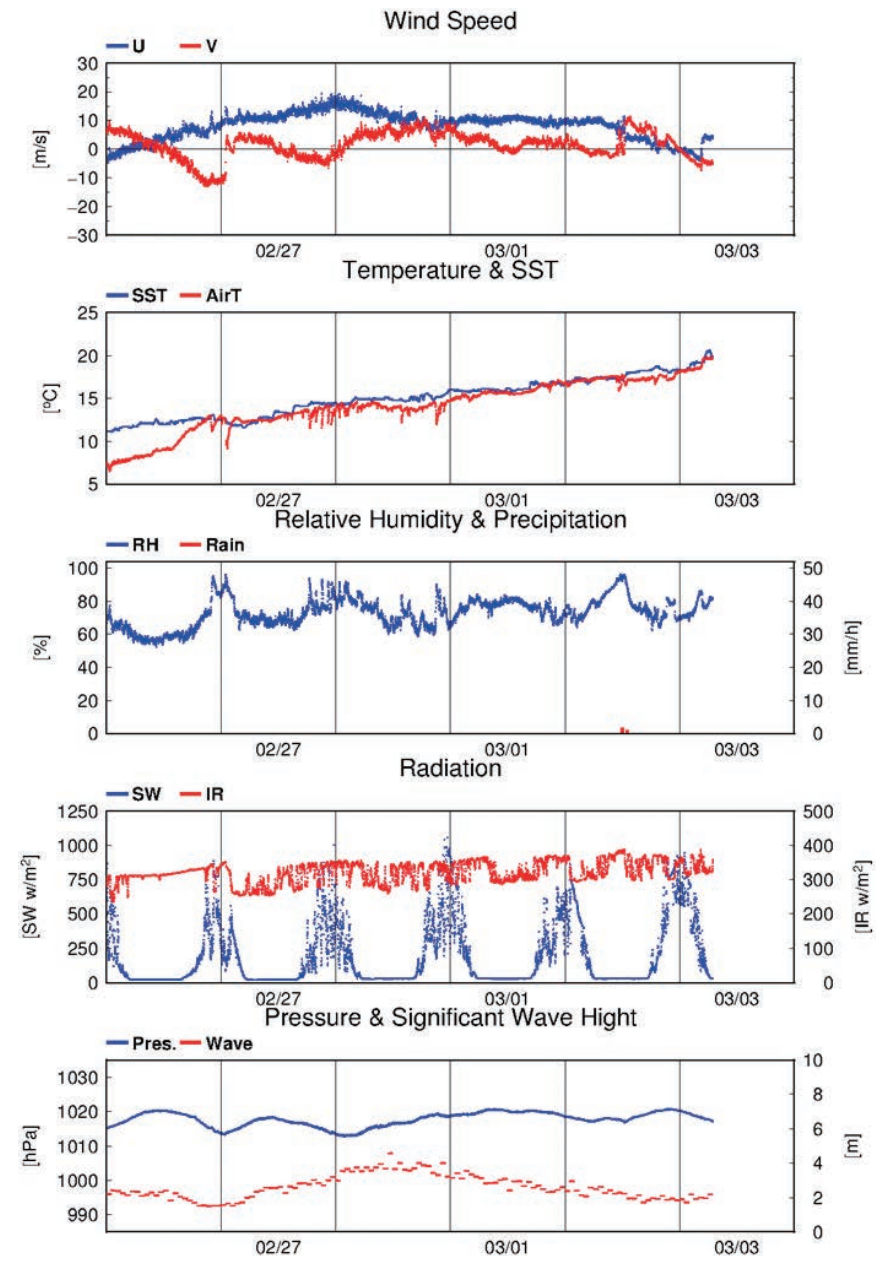 Wind Speed
U V
30
20
10
0
−10
−20
−30
[m/s]
02/27 03/01 03/03
Temperature & SST
SST AirT
25
20
15
10
5
[ºC]
02/27 03/01 03/03
Relative Humidity & Precipitation
RH Rain
100 50
80 40
60 30
40 20
20 10
0 0
[%] [mm/h]
02/27 03/01 03/03
Radiation
SW IR
1250 500
1000 400
750 300
500 200
250 100
0 0
[SW w/m²] [IR w/m²]
02/27 03/01 03/03
Pressure & Significant Wave Hight
Pres. Wave
10
1030 8
1020 6
1010
1000 4
990 2
0
[hPa] [m]
02/27 03/01 03/03